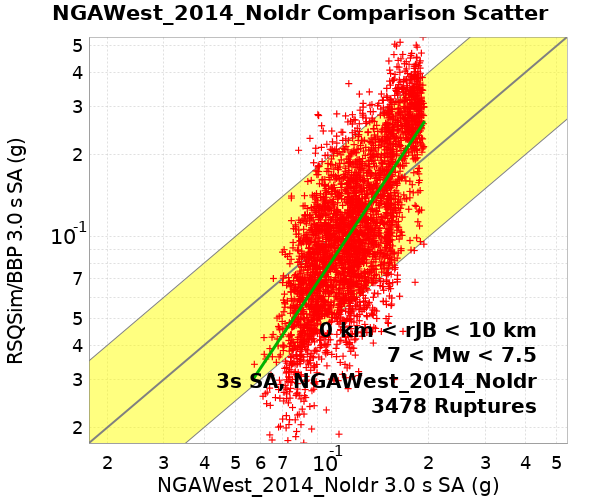 NGAWest_2014_NoIdr Comparison Scatter
RSQSim/BBP 3.0 s SA (g)
5
4
3
2
10^-1
7
5
4
3
2
0 km < rJB < 10 km
7 < Mw < 7.5
3s SA, NGAWest_2014_NoIdr
3478 Ruptures
2 3 4 5 6 7 10^-1 2 3 4 5
NGAWest_2014_NoIdr 3.0 s SA (g)